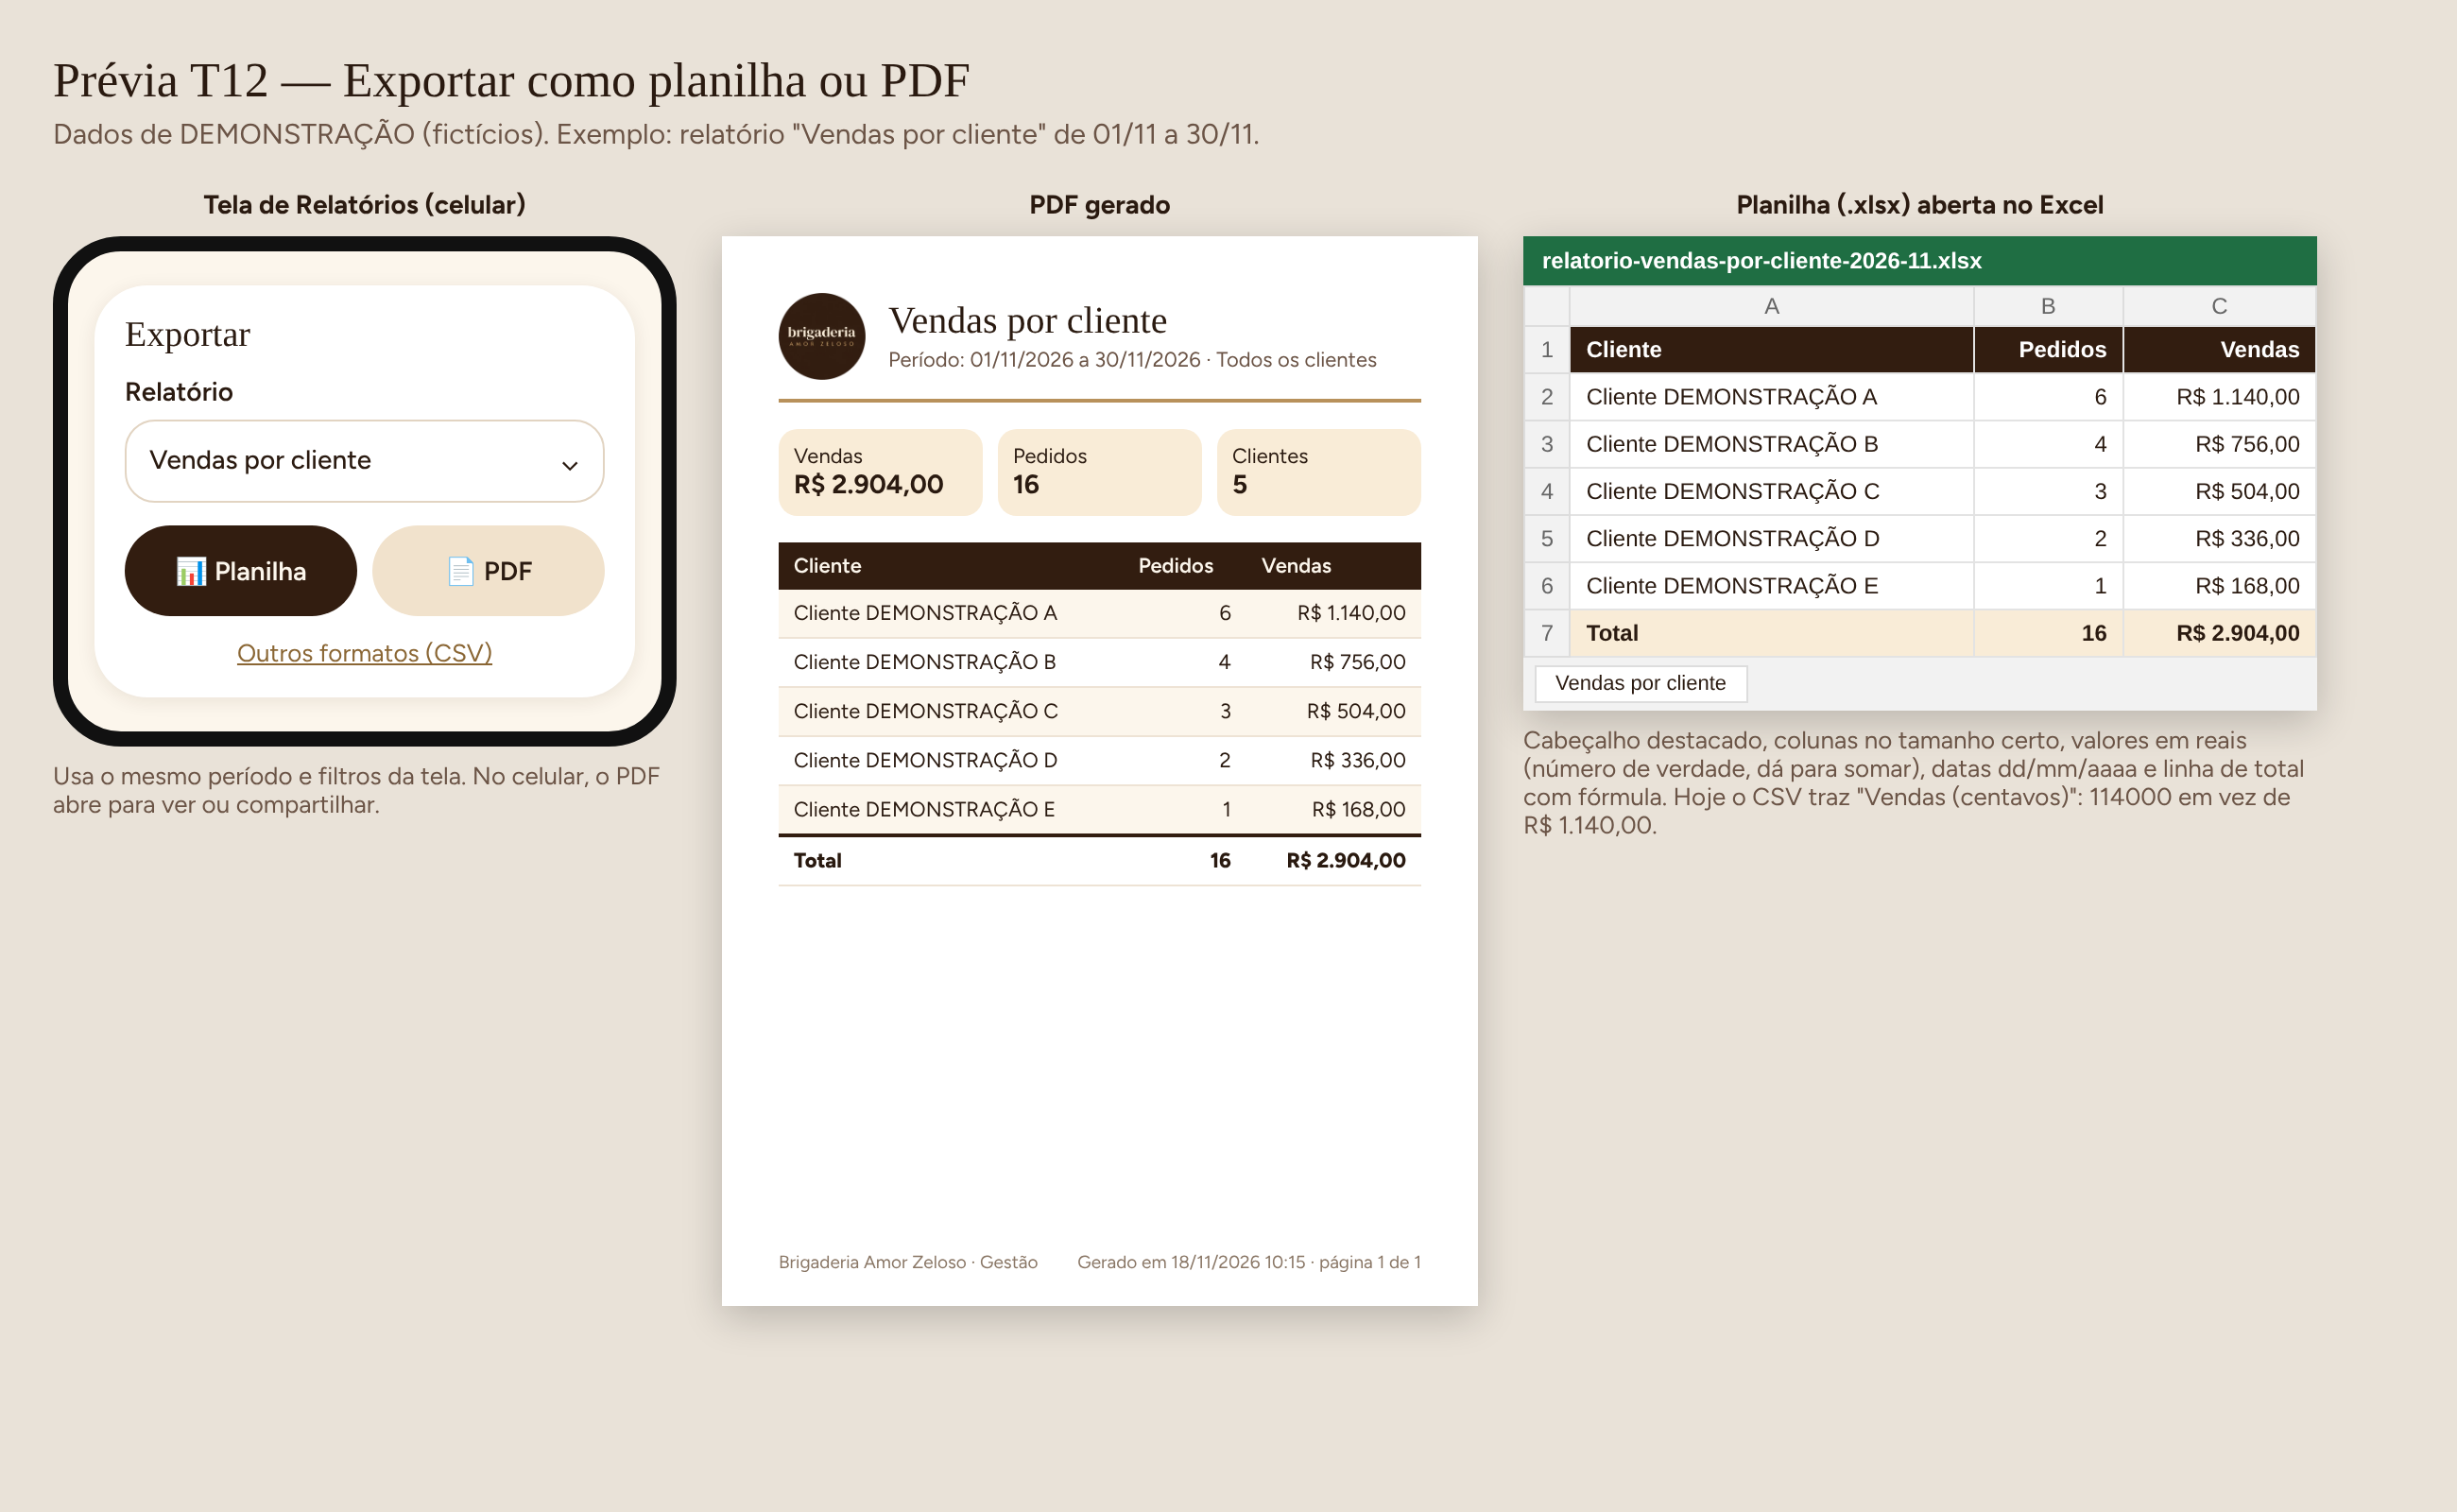 Prévia T12 — Exportar como planilha ou PDF
Dados de DEMONSTRAÇÃO (fictícios). Exemplo: relatório "Vendas por cliente" de 01/11 a 30/11.
Tela de Relatórios (celular)
Exportar
Relatório
Vendas por cliente
📊 Planilha
📄 PDF
Outros formatos (CSV)
Usa o mesmo período e filtros da tela. No celular, o PDF
abre para ver ou compartilhar.
PDF gerado
brigaderia
AMOR ZELOSO
Vendas por cliente
Período: 01/11/2026 a 30/11/2026 · Todos os clientes
Vendas
R$ 2.904,00
Pedidos
16
Clientes
5
Cliente Pedidos Vendas
Cliente DEMONSTRAÇÃO A 6 R$ 1.140,00
Cliente DEMONSTRAÇÃO B 4 R$ 756,00
Cliente DEMONSTRAÇÃO C 3 R$ 504,00
Cliente DEMONSTRAÇÃO D 2 R$ 336,00
Cliente DEMONSTRAÇÃO E 1 R$ 168,00
Total 16 R$ 2.904,00
Brigaderia Amor Zeloso · Gestão Gerado em 18/11/2026 10:15 · página 1 de 1
Planilha (.xlsx) aberta no Excel
relatorio-vendas-por-cliente-2026-11.xlsx
A B C
1 Cliente Pedidos Vendas
2 Cliente DEMONSTRAÇÃO A 6 R$ 1.140,00
3 Cliente DEMONSTRAÇÃO B 4 R$ 756,00
4 Cliente DEMONSTRAÇÃO C 3 R$ 504,00
5 Cliente DEMONSTRAÇÃO D 2 R$ 336,00
6 Cliente DEMONSTRAÇÃO E 1 R$ 168,00
7 Total 16 R$ 2.904,00
Vendas por cliente
Cabeçalho destacado, colunas no tamanho certo, valores em reais
(número de verdade, dá para somar), datas dd/mm/aaaa e linha de total
com fórmula. Hoje o CSV traz "Vendas (centavos)": 114000 em vez de
R$ 1.140,00.